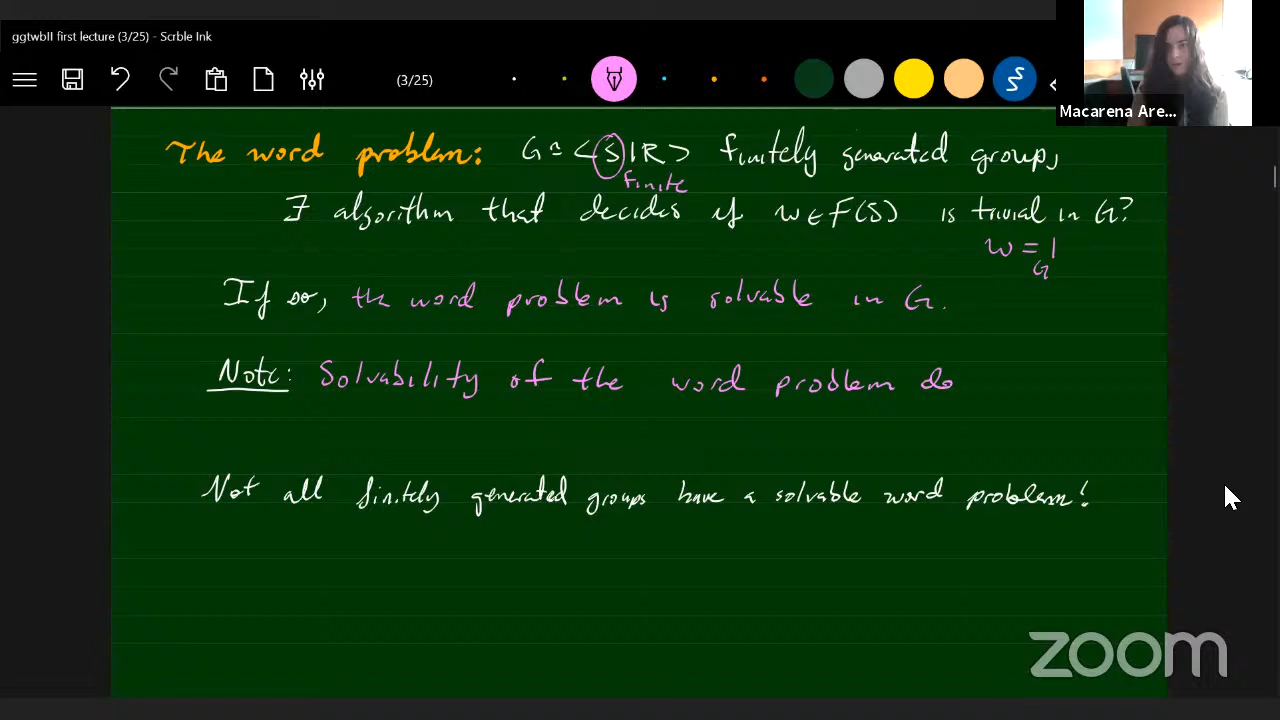 ggtwbII first lecture (3/25) - Scrble Ink
(3/25)
Macarena Are...
The word problem: G = <S | R> finitely generated group,
finite
∃ algorithm that decides if w ∈ F(S) is trivial in G?
w =_G 1
If so, the word problem is solvable in G.
Note: Solvability of the word problem do
Not all finitely generated groups have a solvable word problem!
zoom